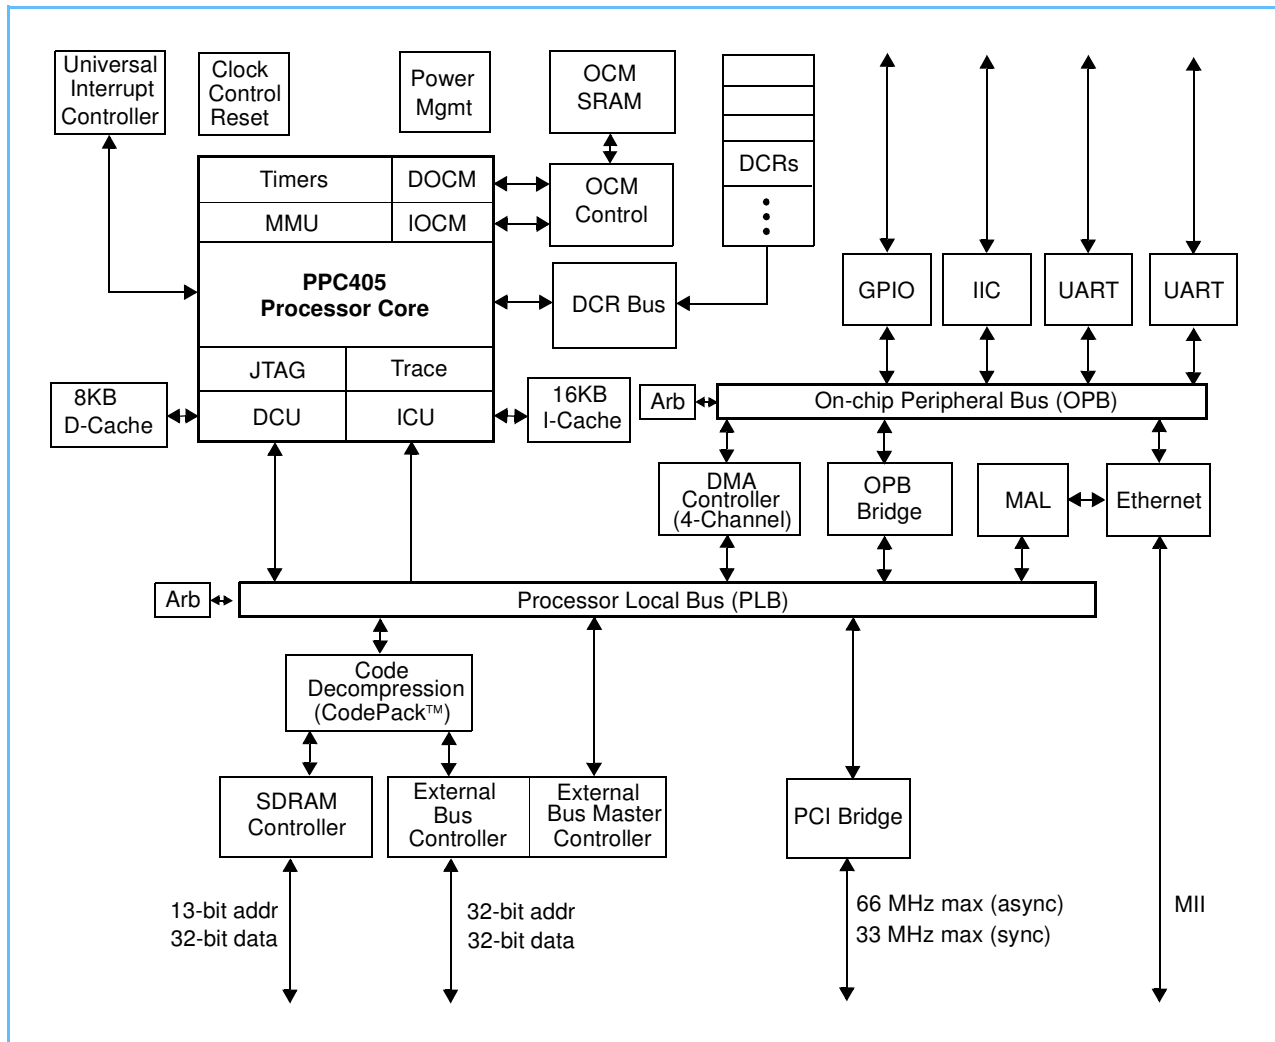 Universal
Interrupt
Controller
Clock
Control
Reset
Power
Mgmt
OCM
SRAM
DCRs
Timers
DOCM
MMU
IOCM
OCM
Control
PPC405
Processor Core
DCR Bus
GPIO
IIC
UART
UART
JTAG
Trace
DCU
ICU
8KB
D-Cache
16KB
I-Cache
Arb
On-chip Peripheral Bus (OPB)
DMA
Controller
(4-Channel)
OPB
Bridge
MAL
Ethernet
Arb
Processor Local Bus (PLB)
Code
Decompression
(CodePack™)
SDRAM
Controller
External
Bus
Controller
External
Bus Master
Controller
PCI Bridge
13-bit addr
32-bit data
32-bit addr
32-bit data
66 MHz max (async)
33 MHz max (sync)
MII